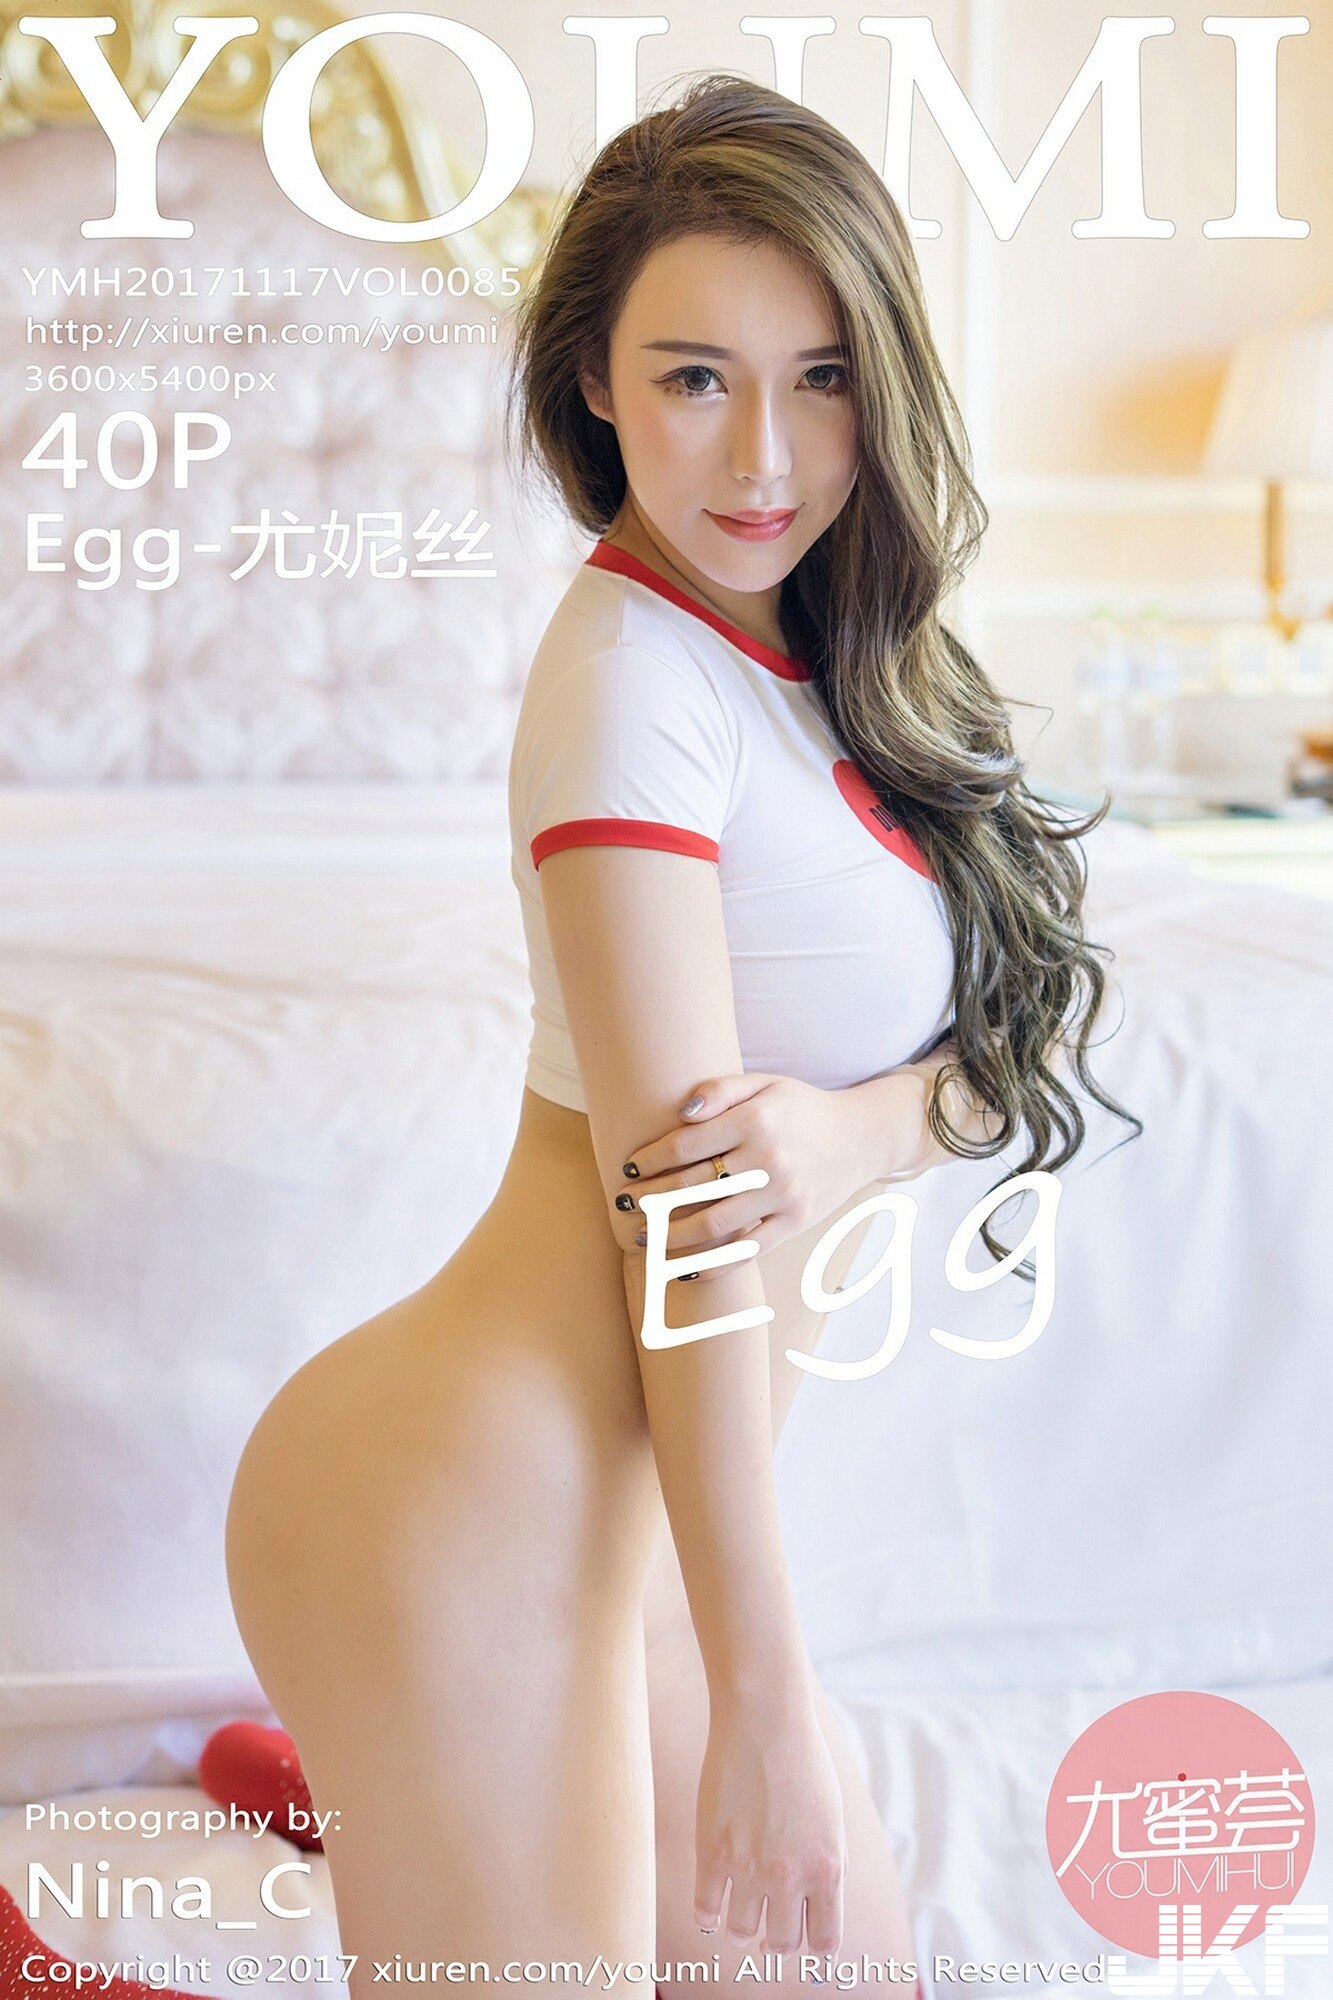 YOUMI
YMH20171117VOL0085
http://xiuren.com/youmi
3600x5400px
40P
Egg-尤妮丝
Egg
Photography by:
Nina_C
尤蜜荟
YOUMIHUI
Copyright @2017 xiuren.com/youmi All Rights Reserved
JKF